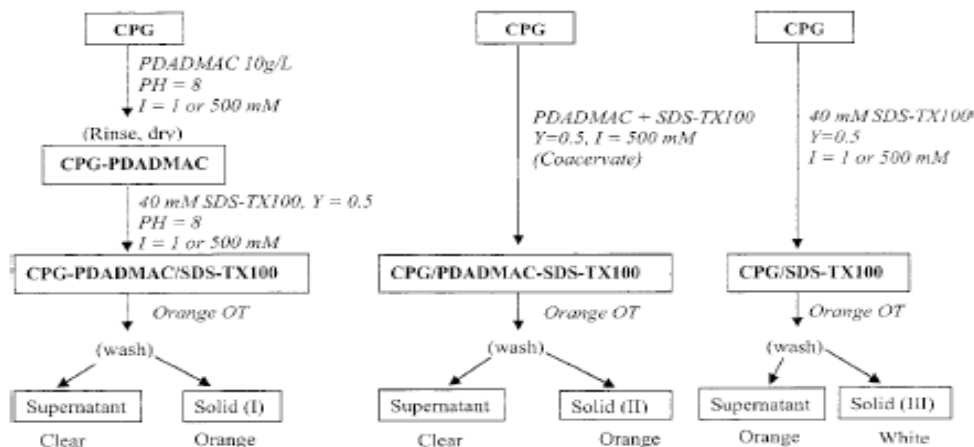 CPG
PDADMAC 10g/L
PH = 8
I = 1 or 500 mM
(Rinse, dry)
CPG-PDADMAC
40 mM SDS-TX100, Y = 0.5
PH = 8
I = 1 or 500 mM
CPG-PDADMAC/SDS-TX100
Orange OT
(wash)
Supernatant
Solid (I)
Clear
Orange
CPG
PDADMAC + SDS-TX100
Y=0.5, I = 500 mM
(Coacervate)
CPG/PDADMAC-SDS-TX100
Orange OT
(wash)
Supernatant
Solid (II)
Clear
Orange
CPG
40 mM SDS-TX100
Y=0.5
I = 1 or 500 mM
CPG/SDS-TX100
Orange OT
(wash)
Supernatant
Solid (III)
Orange
White